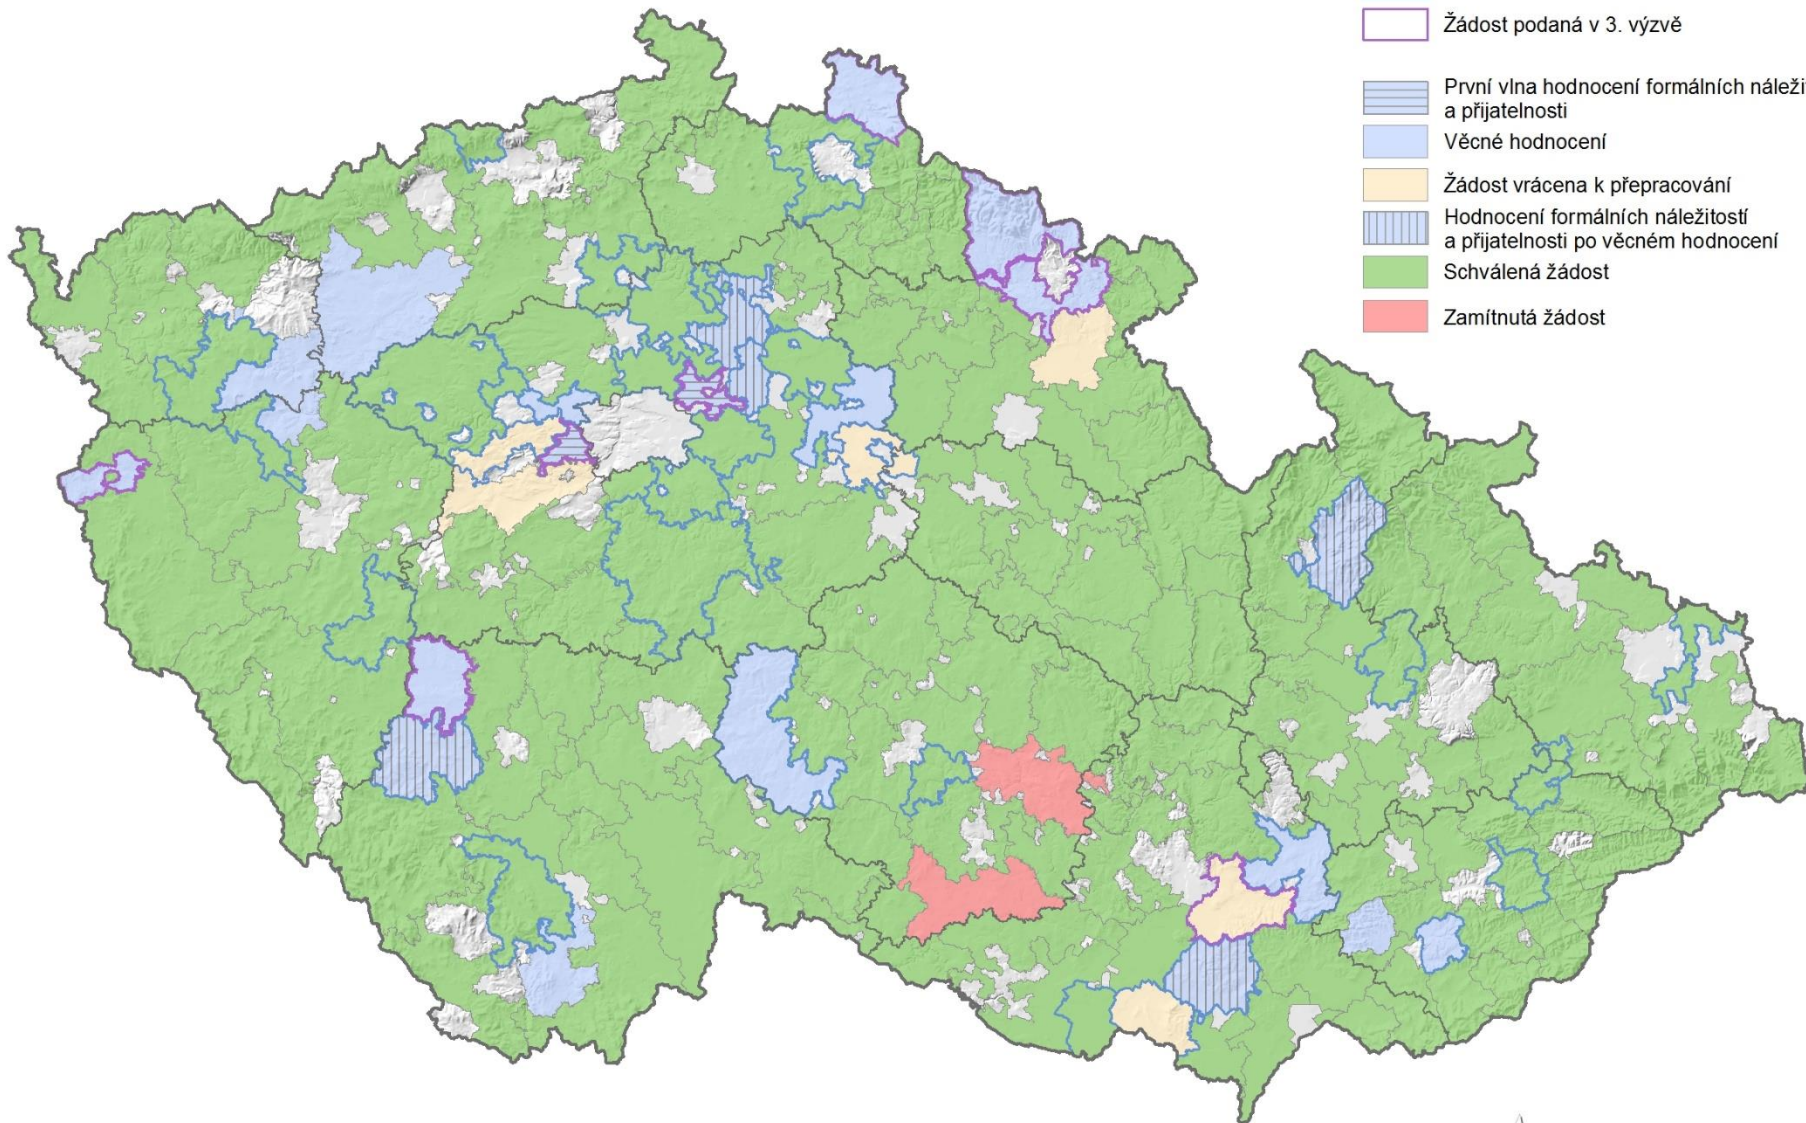 Žádost podaná v 3. výzvě
První vlna hodnocení formálních náleži
a přijatelnosti
Věcné hodnocení
Žádost vrácena k přepracování
Hodnocení formálních náležitostí
a přijatelnosti po věcném hodnocení
Schválená žádost
Zamítnutá žádost